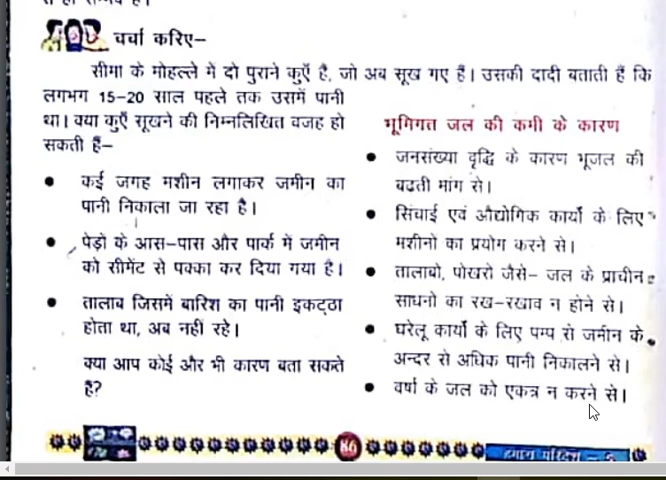 चर्चा करिए–
सीमा के मोहल्ले में दो पुराने कुएँ है, जो अब सूख गए हैं। उसकी दादी बताती हैं कि
लगभग 15–20 साल पहले तक उसमें पानी
था। क्या कुएँ सूखने की निम्नलिखित वजह हो
सकती हैं–
• कई जगह मशीन लगाकर जमीन का
पानी निकाला जा रहा है।
• पेड़ो के आस–पास और पार्क में जमीन
को सीमेंट से पक्का कर दिया गया है।
• तालाब जिसमें बारिश का पानी इकट्ठा
होता था, अब नहीं रहे।
क्या आप कोई और भी कारण बता सकते
हैं?
भूमिगत जल की कमी के कारण
• जनसंख्या वृद्धि के कारण भूजल की
बढती मांग से।
• सिंचाई एवं औद्योगिक कार्यो के लिए
मशीनों का प्रयोग करने से।
• तालाबो, पोखरो जैसे– जल के प्राचीन
साधनो का रख–रखाव न होने से।
• घरेलू कार्यो के लिए पम्प से जमीन के
अन्दर से अधिक पानी निकालने से।
• वर्षा के जल को एकत्र न करने से।
86
हमारा परिवेश –